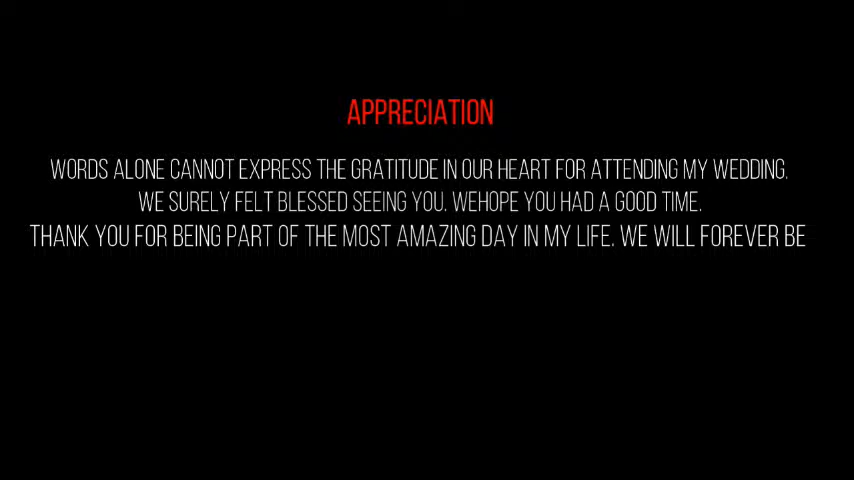 APPRECIATION
WORDS ALONE CANNOT EXPRESS THE GRATITUDE IN OUR HEART FOR ATTENDING MY WEDDING.
WE SURELY FELT BLESSED SEEING YOU. WEHOPE YOU HAD A GOOD TIME.
THANK YOU FOR BEING PART OF THE MOST AMAZING DAY IN MY LIFE. WE WILL FOREVER BE